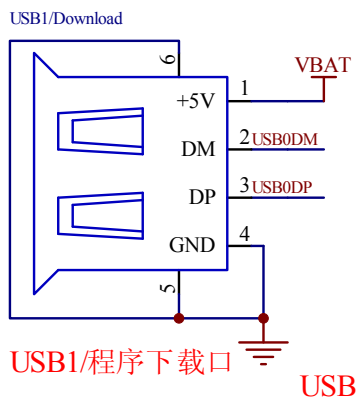 USB1/Download
6
VBAT
+5V 1
DM 2 USB0DM
DP 3 USB0DP
GND 4
5
USB1/程序下载口
USB